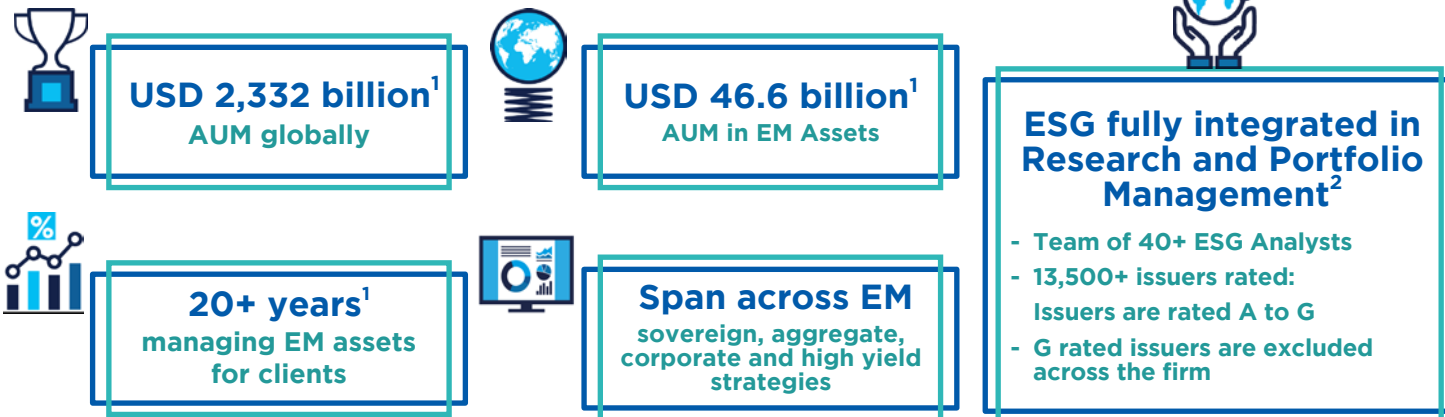 USD 2,332 billion¹
AUM globally
USD 46.6 billion¹
AUM in EM Assets
%
20+ years¹
managing EM assets
for clients
Span across EM
sovereign, aggregate,
corporate and high yield
strategies
ESG fully integrated in
Research and Portfolio
Management²
- Team of 40+ ESG Analysts
- 13,500+ issuers rated:
Issuers are rated A to G
- G rated issuers are excluded
across the firm